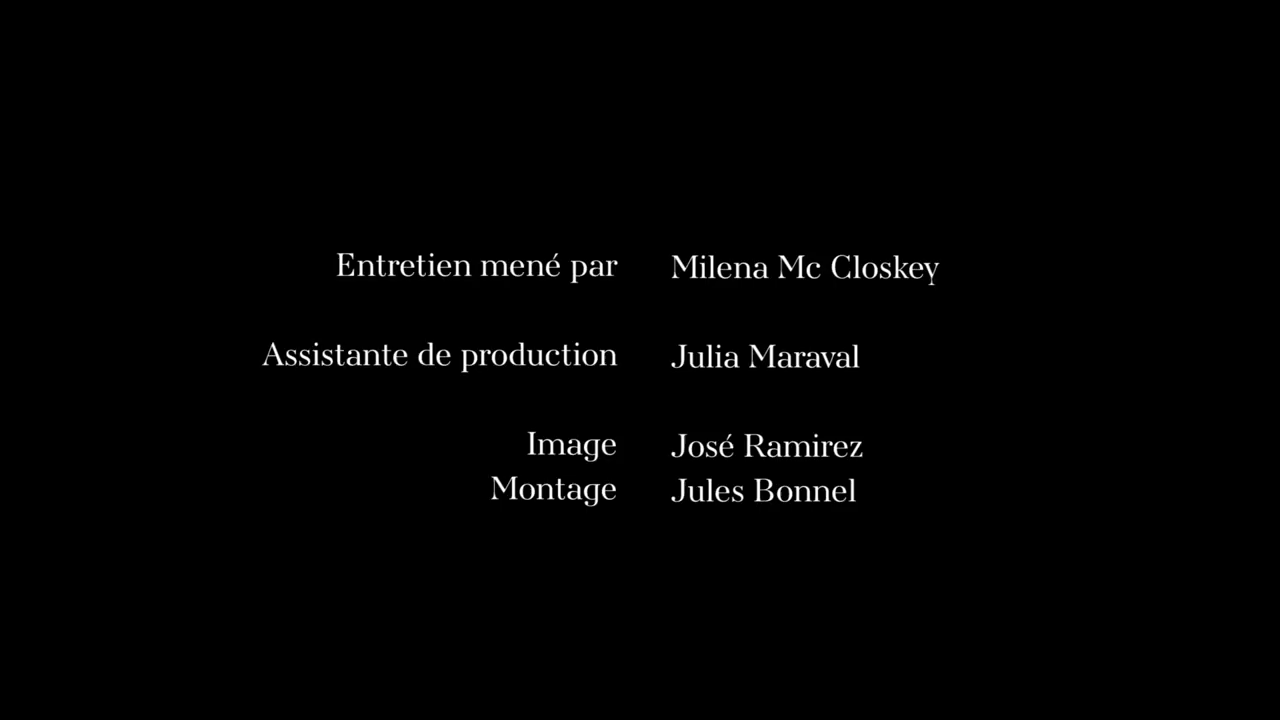 Entretien mené par Milena Mc Closkey
Assistante de production Julia Maraval
Image José Ramirez
Montage Jules Bonnel